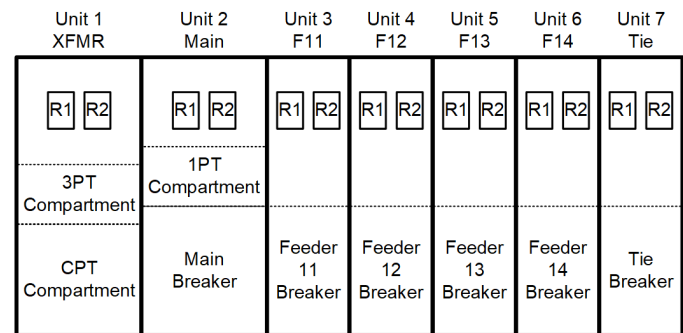 Unit 1
XFMR
Unit 2
Main
Unit 3
F11
Unit 4
F12
Unit 5
F13
Unit 6
F14
Unit 7
Tie
R1 R2
R1 R2
R1 R2
R1 R2
R1 R2
R1 R2
R1 R2
3PT
Compartment
CPT
Compartment
1PT
Compartment
Main
Breaker
Feeder
11
Breaker
Feeder
12
Breaker
Feeder
13
Breaker
Feeder
14
Breaker
Tie
Breaker